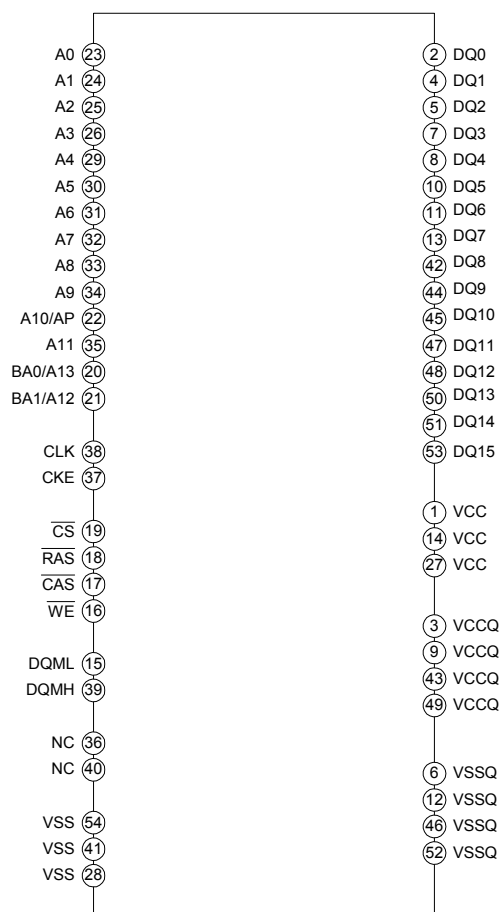 A0 23
A1 24
A2 25
A3 26
A4 29
A5 30
A6 31
A7 32
A8 33
A9 34
A10/AP 22
A11 35
BA0/A13 20
BA1/A12 21
CLK 38
CKE 37
CS 19
RAS 18
CAS 17
WE 16
DQML 15
DQMH 39
NC 36
NC 40
VSS 54
VSS 41
VSS 28
2 DQ0
4 DQ1
5 DQ2
7 DQ3
8 DQ4
10 DQ5
11 DQ6
13 DQ7
42 DQ8
44 DQ9
45 DQ10
47 DQ11
48 DQ12
50 DQ13
51 DQ14
53 DQ15
1 VCC
14 VCC
27 VCC
3 VCCQ
9 VCCQ
43 VCCQ
49 VCCQ
6 VSSQ
12 VSSQ
46 VSSQ
52 VSSQ